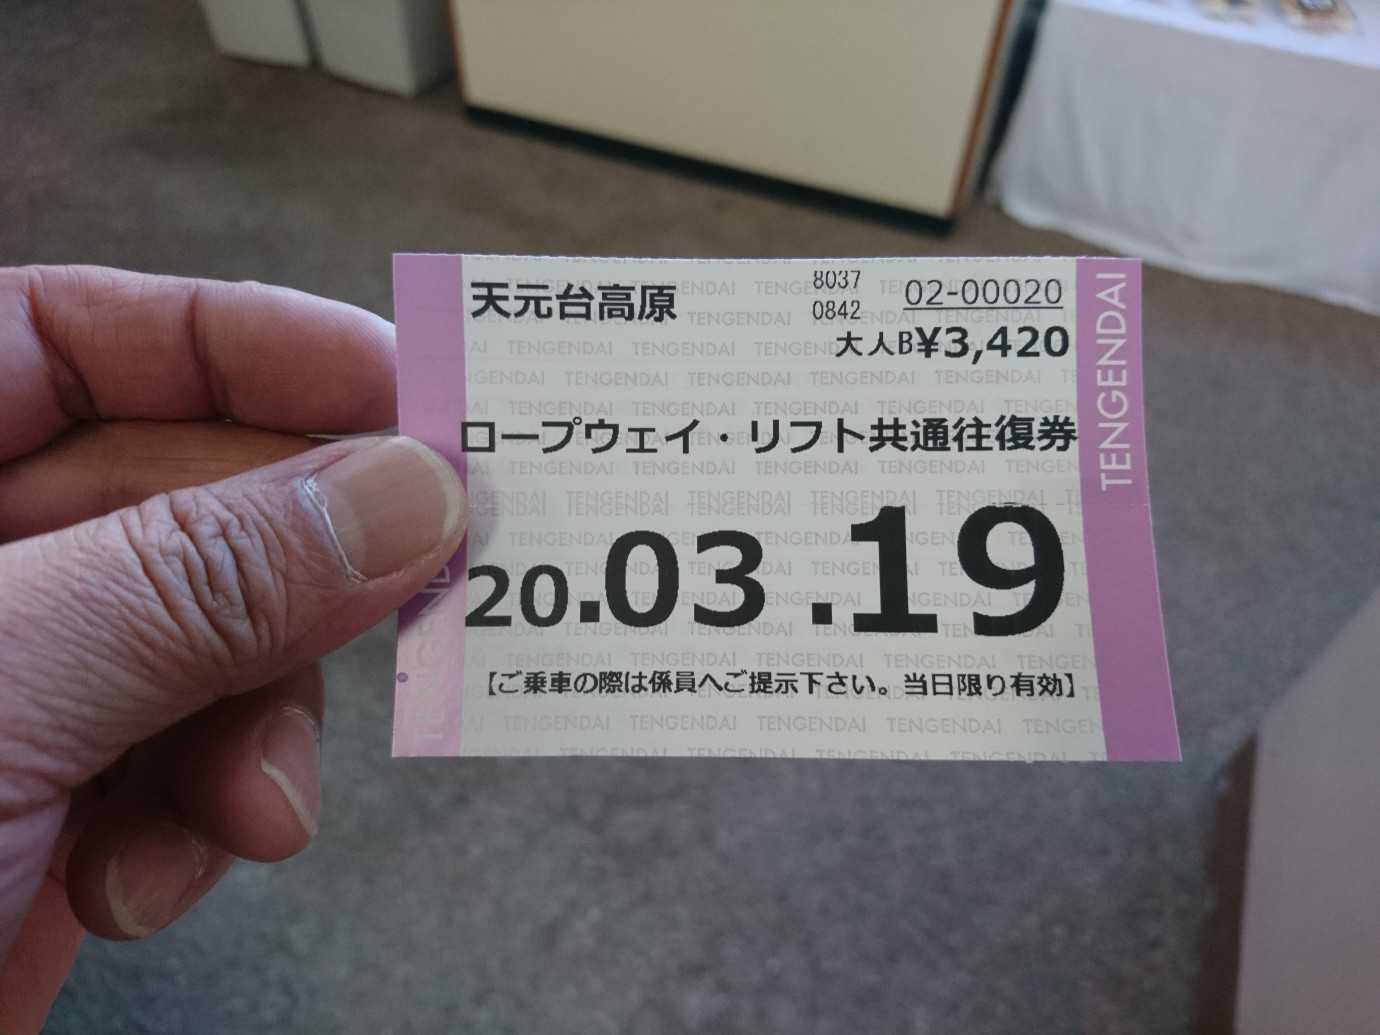 天元台高原
8037
0842
02-00020
大人B¥3,420
ロープウェイ・リフト共通往復券
20.03.19
【ご乗車の際は係員へご提示下さい。当日限り有効】
TENGENDAI